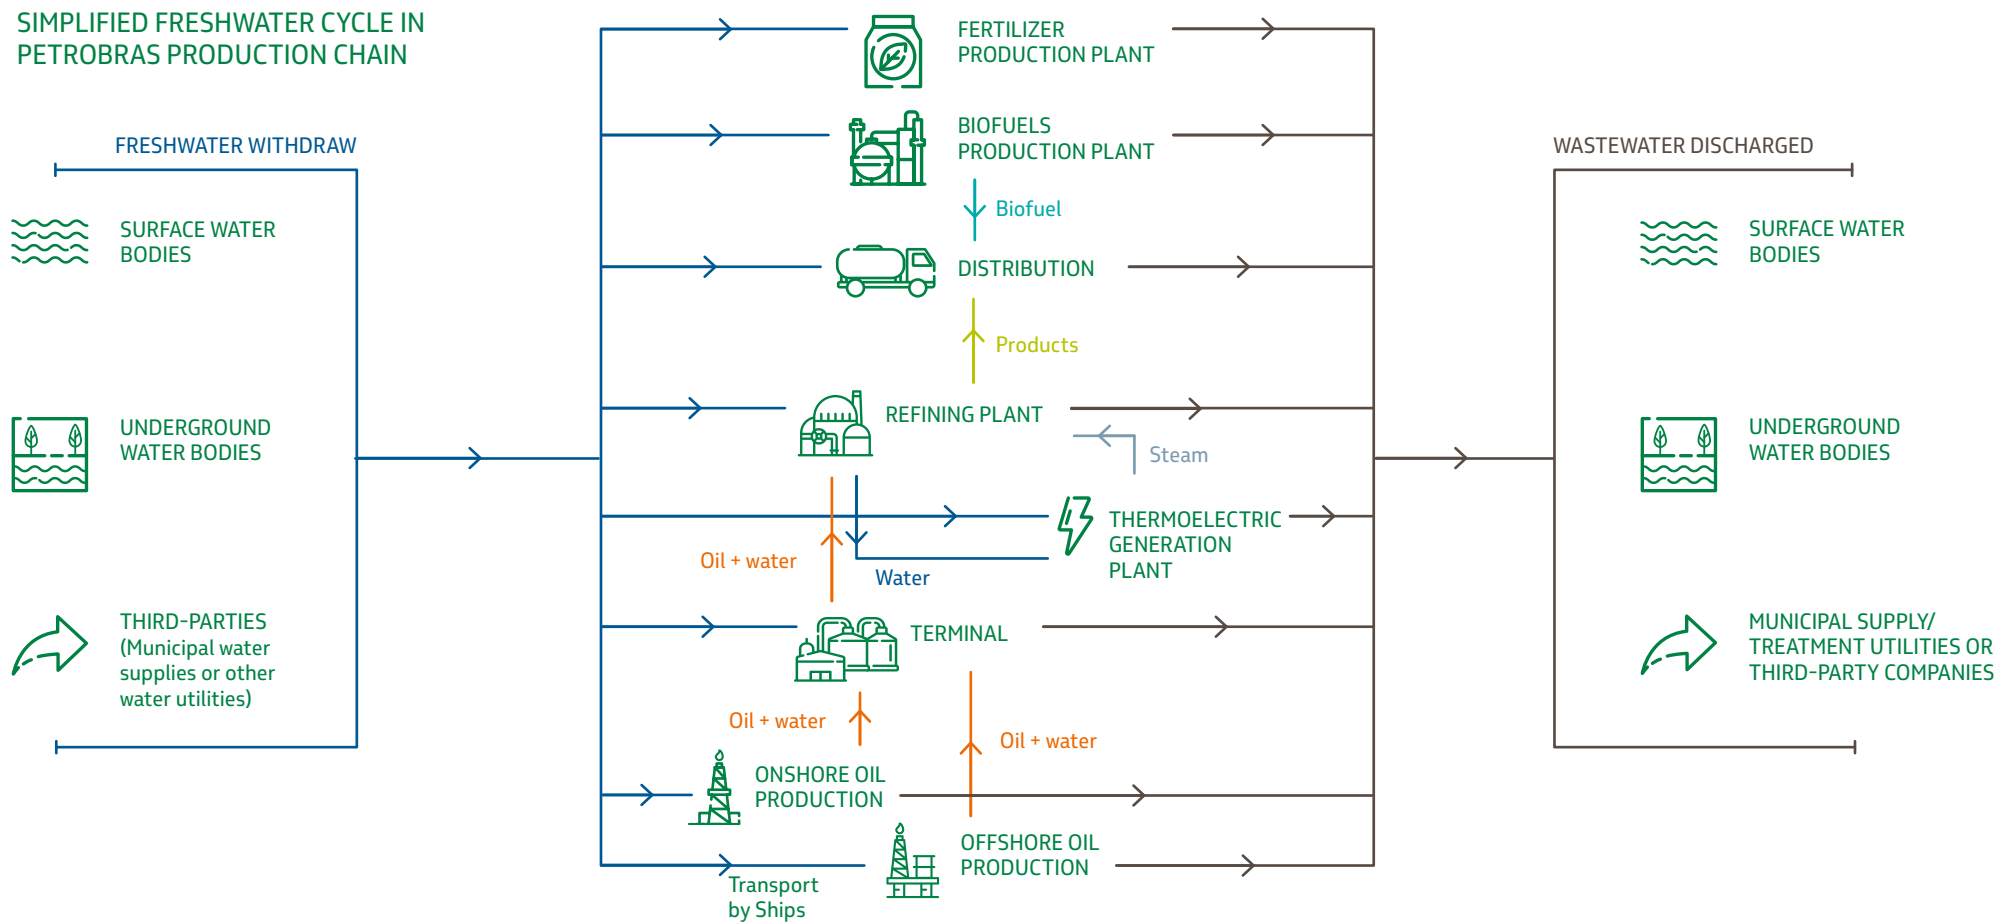 SIMPLIFIED FRESHWATER CYCLE IN
PETROBRAS PRODUCTION CHAIN
FRESHWATER WITHDRAW
SURFACE WATER
BODIES
UNDERGROUND
WATER BODIES
THIRD-PARTIES
(Municipal water
supplies or other
water utilities)
FERTILIZER
PRODUCTION PLANT
BIOFUELS
PRODUCTION PLANT
Biofuel
DISTRIBUTION
Products
REFINING PLANT
Steam
THERMOELECTRIC
GENERATION
PLANT
Oil + water
Water
TERMINAL
Oil + water
Oil + water
ONSHORE OIL
PRODUCTION
OFFSHORE OIL
PRODUCTION
Transport
by Ships
WASTEWATER DISCHARGED
SURFACE WATER
BODIES
UNDERGROUND
WATER BODIES
MUNICIPAL SUPPLY/
TREATMENT UTILITIES OR
THIRD-PARTY COMPANIES